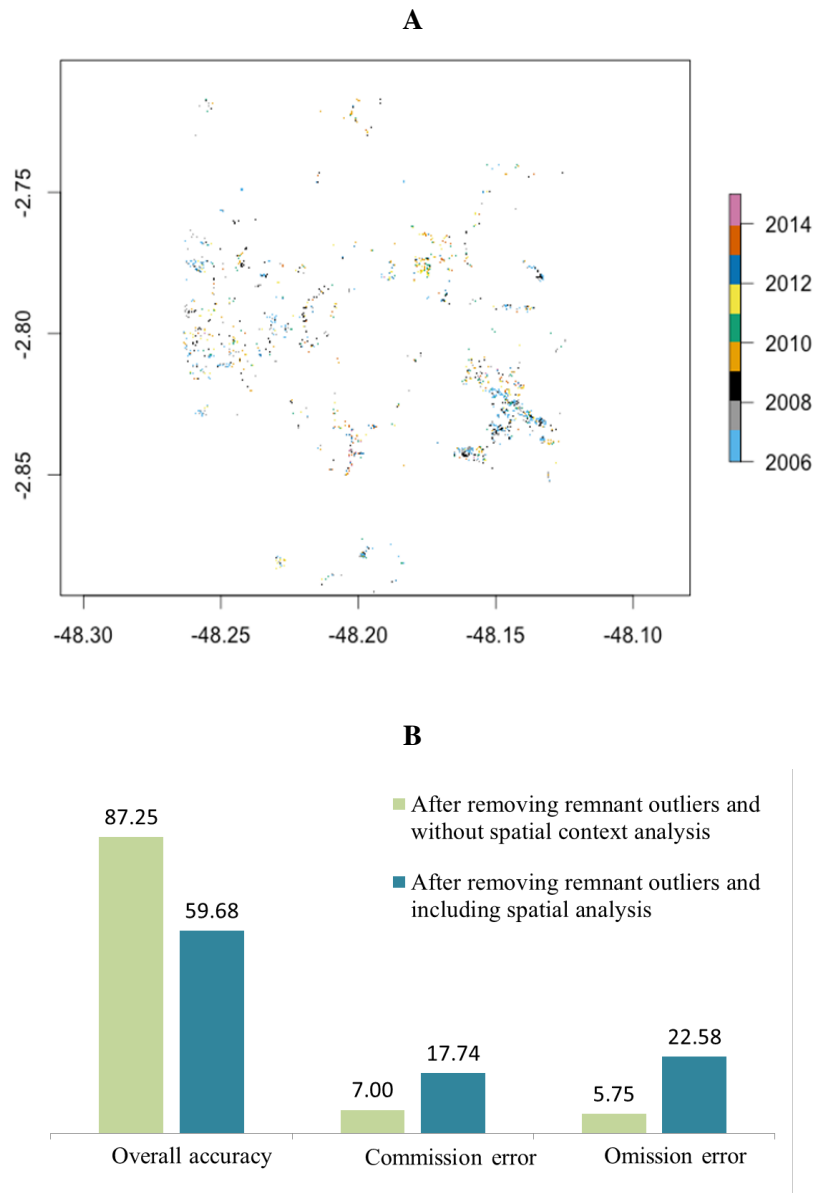 A
-2.75
-2.80
-2.85
-48.30 -48.25 -48.20 -48.15 -48.10
2014
2012
2010
2008
2006
B
After removing remnant outliers and
without spatial context analysis
After removing remnant outliers and
including spatial analysis
87.25
59.68
7.00
17.74
5.75
22.58
Overall accuracy Commission error Omission error